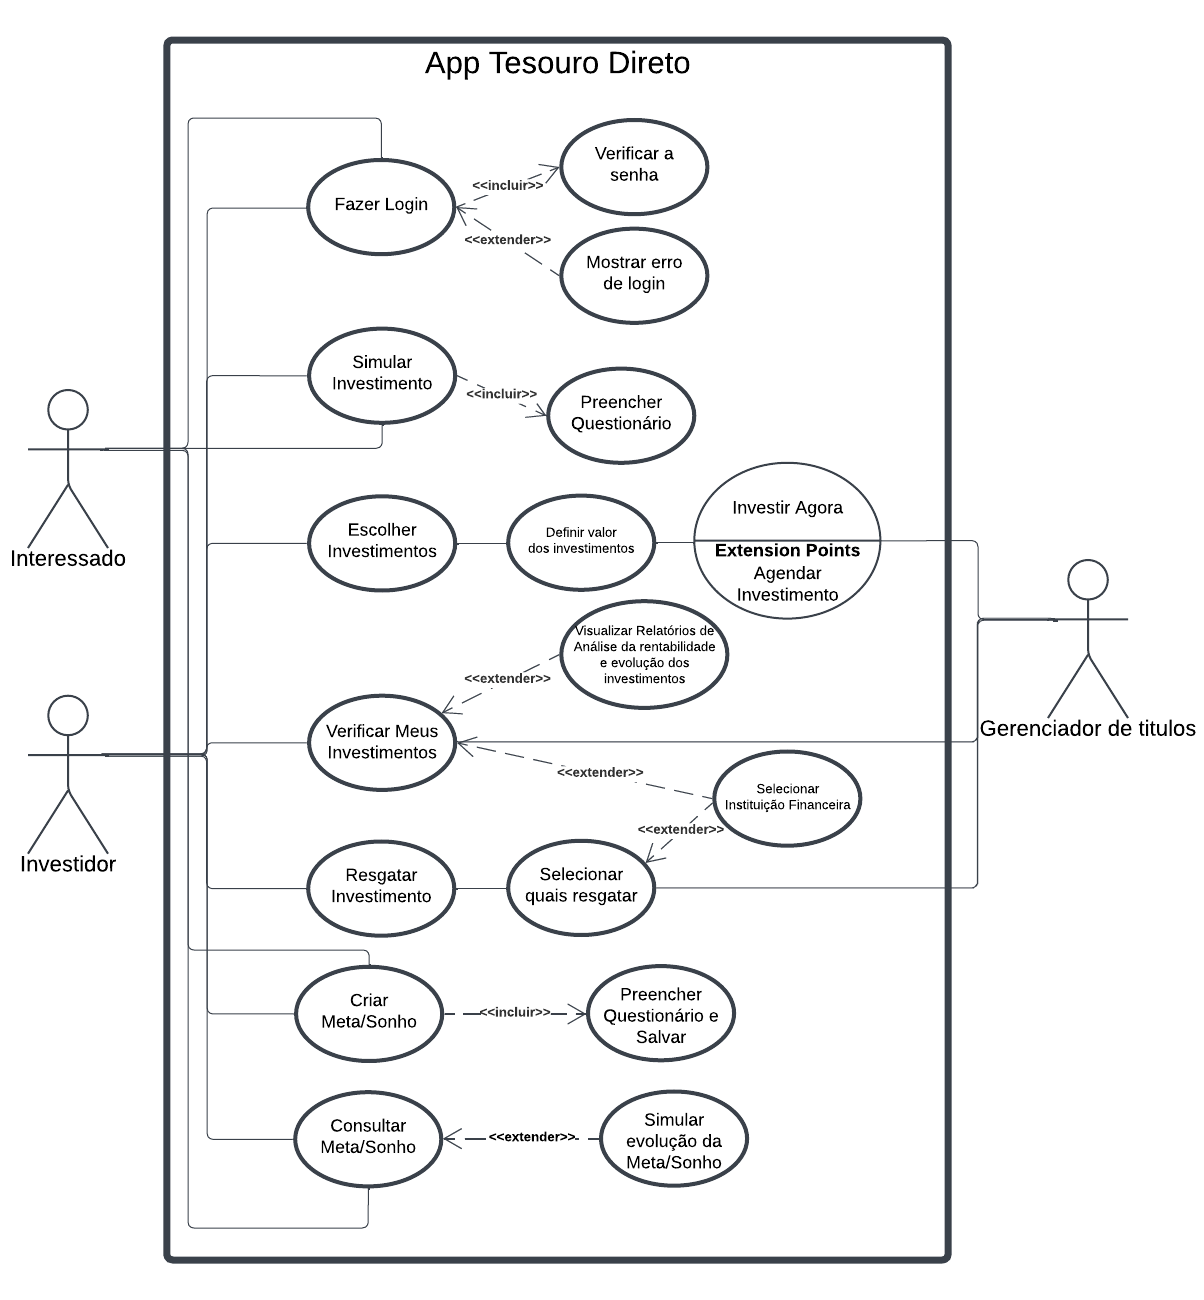 App Tesouro Direto
Verificar a
senha
<<incluir>>
Fazer Login
<<extender>>
Mostrar erro
de login
Simular
Investimento
<<incluir>>
Preencher
Questionário
Interessado
Escolher
Investimentos
Definir valor
dos investimentos
Investir Agora
Extension Points
Agendar
Investimento
Visualizar Relatórios de
Análise da rentabilidade
e evolução dos
investimentos
<<extender>>
Verificar Meus
Investimentos
Gerenciador de titulos
<<extender>>
Selecionar
Instituição Financeira
<<extender>>
Investidor
Resgatar
Investimento
Selecionar
quais resgatar
Criar
Meta/Sonho
<<incluir>>
Preencher
Questionário e
Salvar
Consultar
Meta/Sonho
<<extender>>
Simular
evolução da
Meta/Sonho